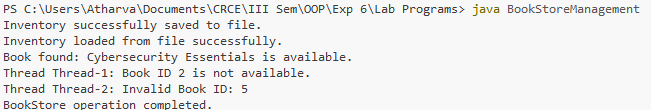 PS C:\Users\Atharva\Documents\CRCE\III Sem\OOP\Exp 6\Lab Programs> java BookStoreManagement
Inventory successfully saved to file.
Inventory loaded from file successfully.
Book found: Cybersecurity Essentials is available.
Thread Thread-1: Book ID 2 is not available.
Thread Thread-2: Invalid Book ID: 5
BookStore operation completed.